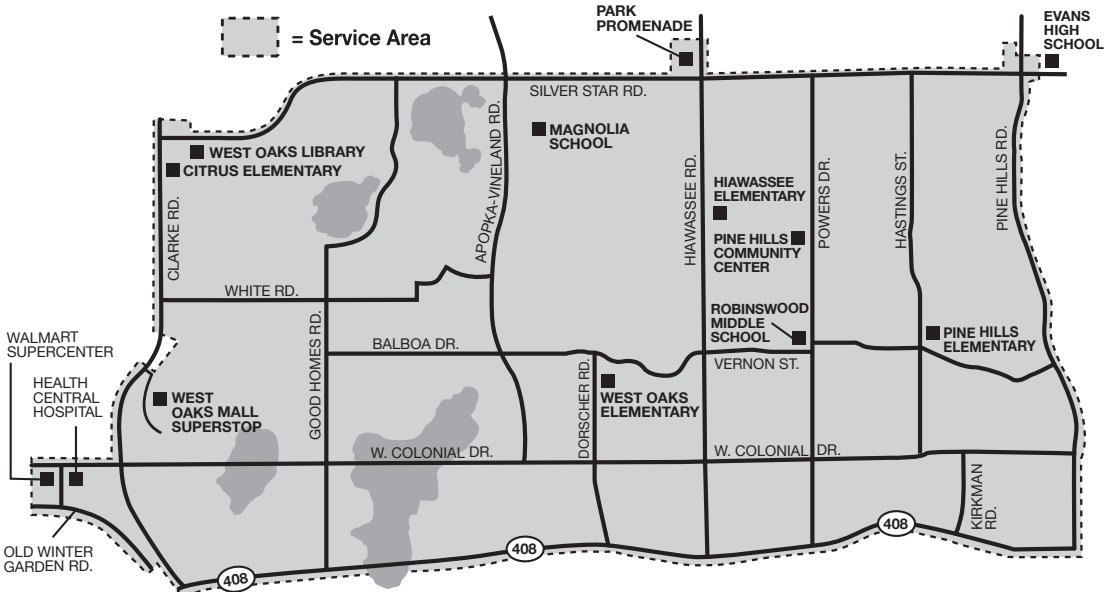 PARK
PROMENADE
EVANS
HIGH
SCHOOL
= Service Area
SILVER STAR RD.
MAGNOLIA
SCHOOL
WEST OAKS LIBRARY
CITRUS ELEMENTARY
CLARKE RD.
APOPKA-VINELAND RD.
HIAWASSEE RD.
HIAWASSEE
ELEMENTARY
PINE HILLS
COMMUNITY
CENTER
POWERS DR.
HASTINGS ST.
PINE HILLS RD.
WHITE RD.
GOOD HOMES RD.
BALBOA DR.
ROBINSWOOD
MIDDLE
SCHOOL
VERNON ST.
PINE HILLS
ELEMENTARY
WALMART
SUPERCENTER
HEALTH
CENTRAL
HOSPITAL
WEST
OAKS MALL
SUPERSTOP
DORSCHER RD.
WEST OAKS
ELEMENTARY
W. COLONIAL DR.
W. COLONIAL DR.
KIRKMAN
RD.
OLD WINTER
GARDEN RD.
408
408
408